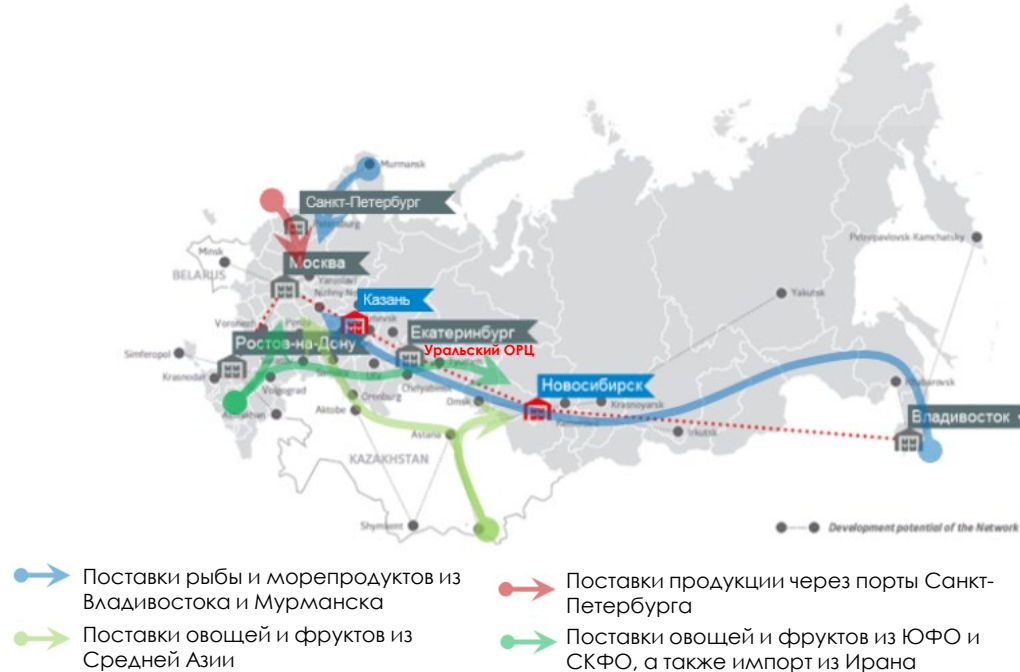 Murmansk
Санкт-Петербург
Petropavlovsk-Kamchatsky
Minsk
Москва
BELARUS
Yaroslavl
Yakutsk
Nizhny No
Казань
Voronezh
Екатеринбург
Ростов-на-Дону
Уральский ОРЦ
Simferopol
Krasnodar
Ufa
Chelyabinsk
Новосибирск
Khabarovsk
Volgograd
Orenburg
Omsk
Krasnoyarsk
Aktobe
Владивосток
Astana
Irkutsk
KAZAKHSTAN
Shymkent
Development potential of the Network
Поставки рыбы и морепродуктов из
Владивостока и Мурманска
Поставки продукции через порты Санкт-
Петербурга
Поставки овощей и фруктов из
Средней Азии
Поставки овощей и фруктов из ЮФО и
СКФО, а также импорт из Ирана